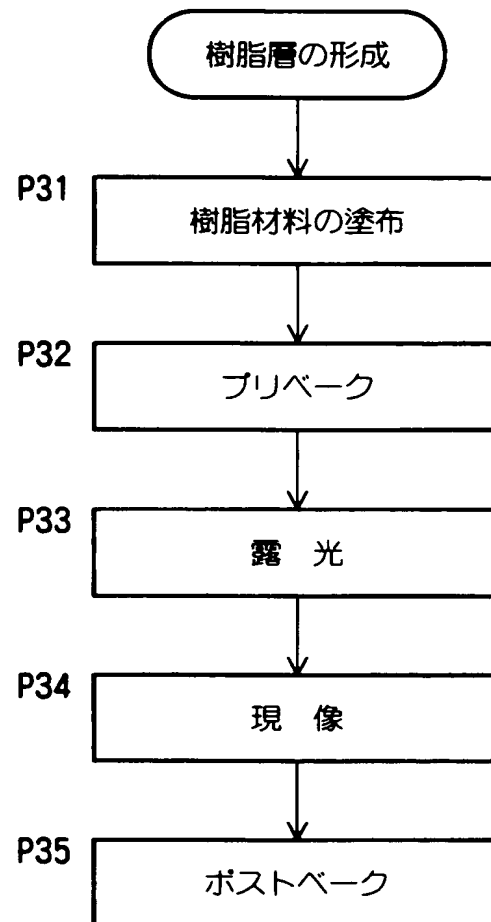 樹脂層の形成
P31
樹脂材料の塗布
P32
プリベーク
P33
露 光
P34
現 像
P35
ポストベーク